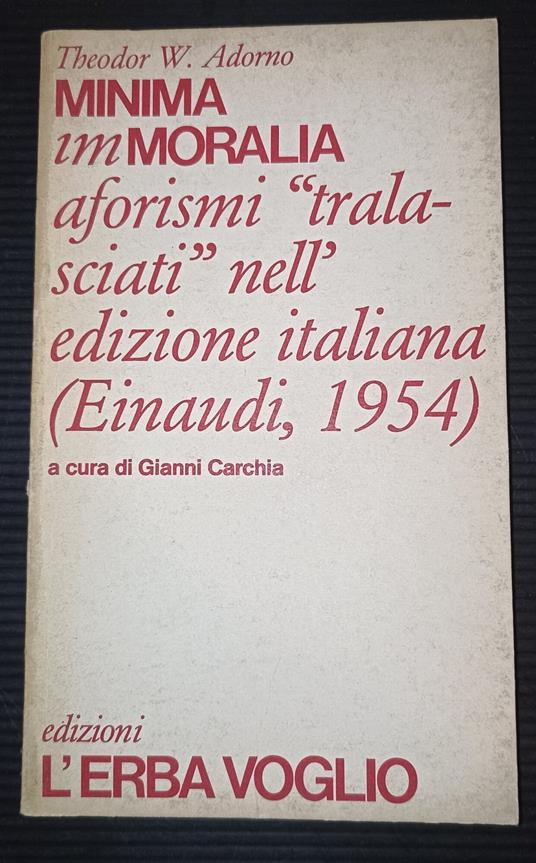 Theodor W. Adorno
MINIMA
imMORALIA
aforismi “trala-
sciati” nell’
edizione italiana
(Einaudi, 1954)
a cura di Gianni Carchia
edizioni
L’ERBA VOGLIO